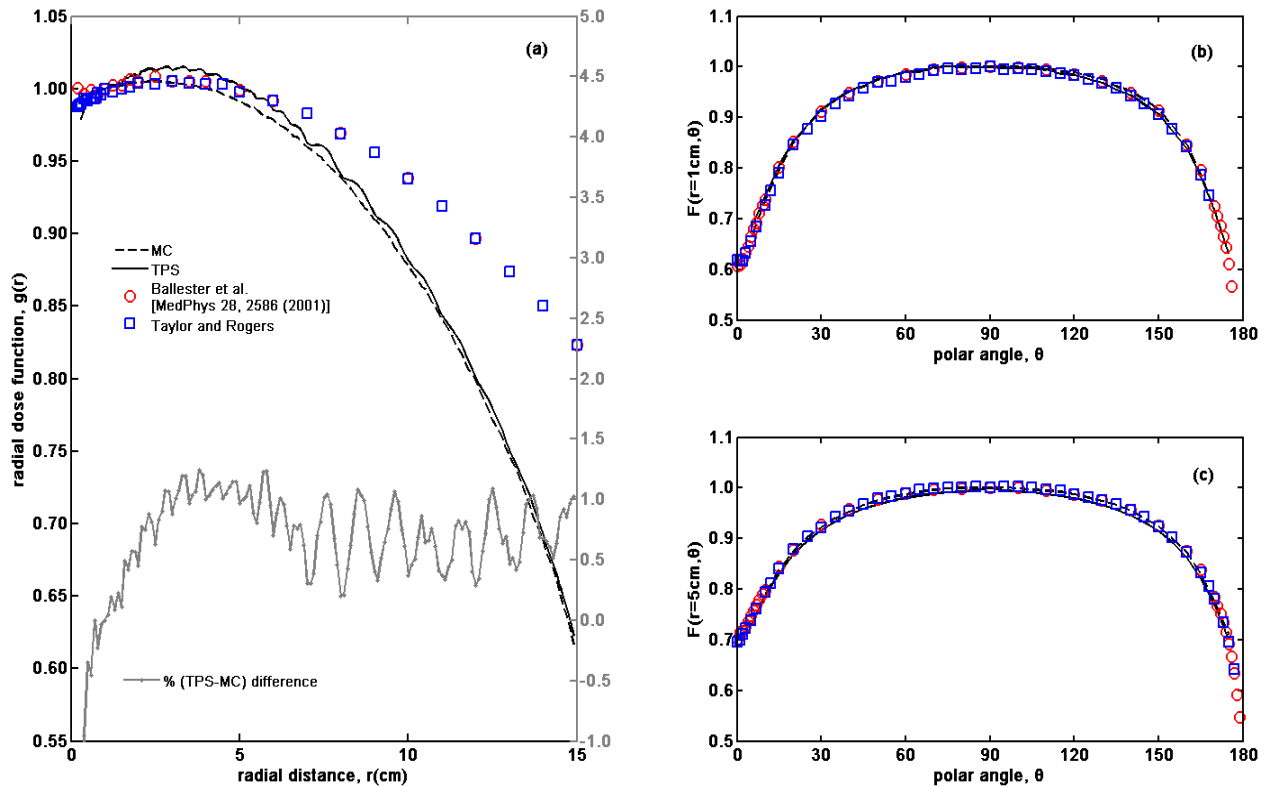 (a)
radial dose function, g(r)
1.05
1.00
0.95
0.90
0.85
0.80
0.75
0.70
0.65
0.60
0.55
5.0
4.5
4.0
3.5
3.0
2.5
2.0
1.5
1.0
0.5
0.0
-0.5
-1.0
MC
TPS
Ballester et al.
[MedPhys 28, 2586 (2001)]
Taylor and Rogers
% (TPS-MC) difference
0 5 10 15
radial distance, r(cm)
(b)
F(r=1cm,θ)
1.1
1.0
0.9
0.8
0.7
0.6
0.5
0 30 60 90 120 150 180
polar angle, θ
(c)
F(r=5cm,θ)
1.1
1.0
0.9
0.8
0.7
0.6
0.5
0 30 60 90 120 150 180
polar angle, θ